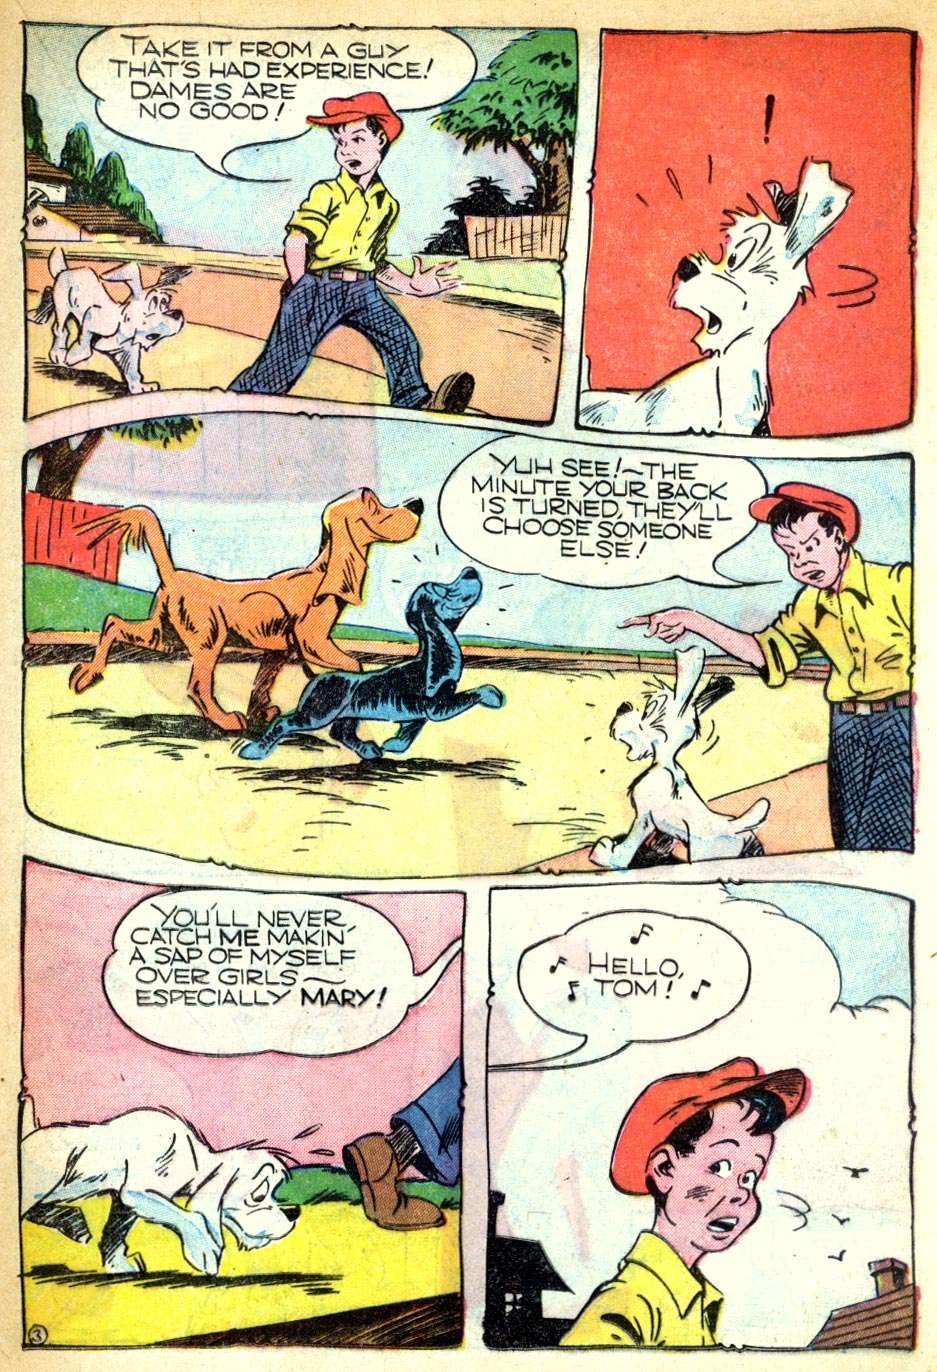 TAKE IT FROM A GUY
THAT'S HAD EXPERIENCE!
DAMES ARE
NO GOOD!
!
YUH SEE!~THE
MINUTE YOUR BACK
IS TURNED, THEY'LL
CHOOSE SOMEONE
ELSE!
YOU'LL NEVER
CATCH ME MAKIN'
A SAP OF MYSELF
OVER GIRLS~
ESPECIALLY MARY!
HELLO,
TOM!
3